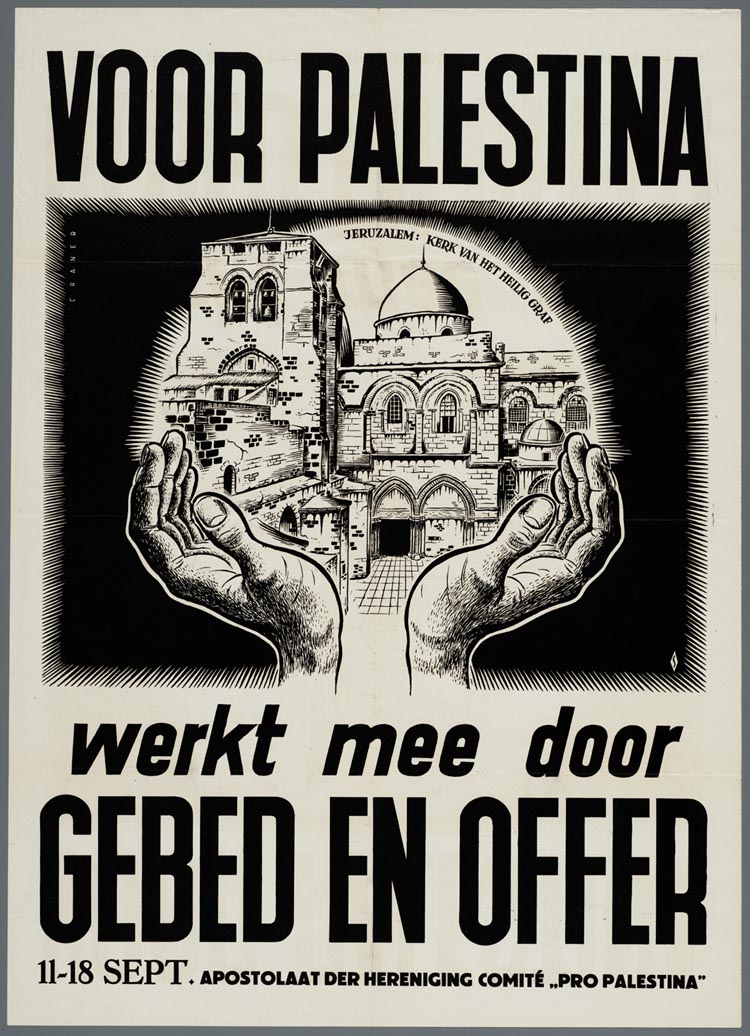 VOOR PALESTINA
CRANER
JERUZALEM: KERK VAN HET HEILIG GRAF
werkt mee door
GEBED EN OFFER
11-18 SEPT. APOSTOLAAT DER HERENIGING COMITÉ „PRO PALESTINA”